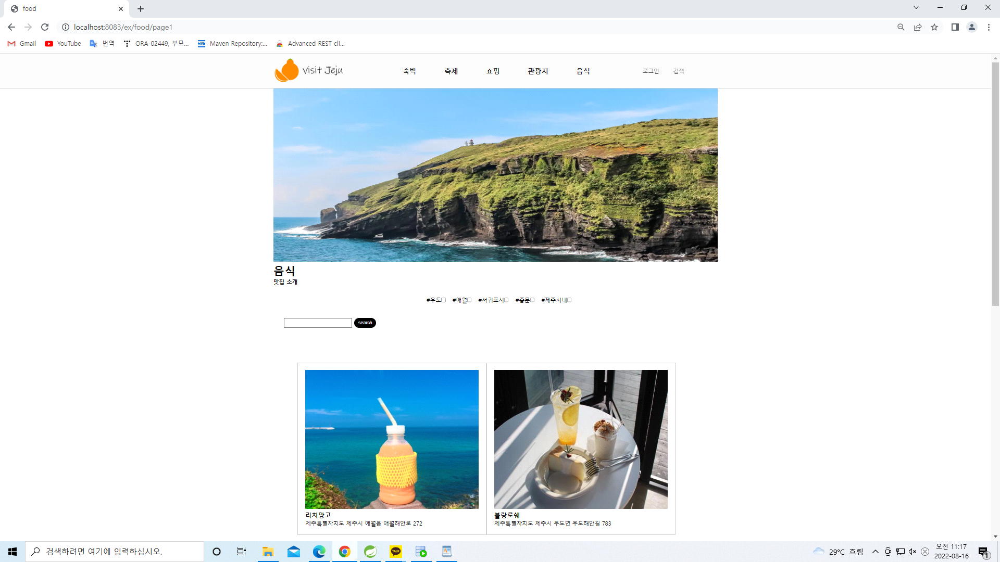 food
localhost:8083/ex/food/page1
Gmail YouTube 번역 ORA-02449, 부모... Maven Repository:... Advanced REST cli...
visit Jeju 숙박 축제 쇼핑 관광지 음식 로그인 검색
음식
맛집 소개
#우도 #애월 #서귀포시 #중문 #제주시내
search
리치망고
제주특별자치도 제주시 애월읍 애월해안로 272
블랑로쉐
제주특별자치도 제주시 우도면 우도해안길 783
검색하려면 여기에 입력하십시오.
TALK
29°C 흐림
오전 11:17
2022-08-16
1